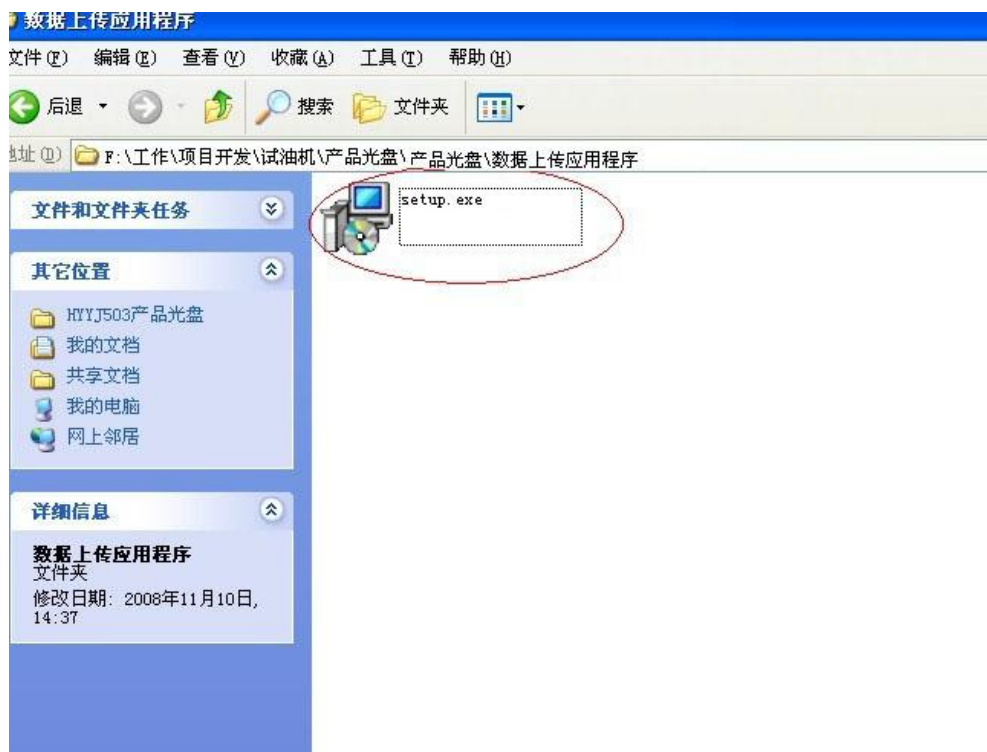 数据上传应用程序
文件(F) 编辑(E) 查看(V) 收藏(A) 工具(T) 帮助(H)
后退 搜索 文件夹
地址(D) F:\工作\项目开发\试油机\产品光盘\产品光盘\数据上传应用程序
文件和文件夹任务
setup.exe
其它位置
HYYJ503产品光盘
我的文档
共享文档
我的电脑
网上邻居
详细信息
数据上传应用程序
文件夹
修改日期: 2008年11月10日,
14:37